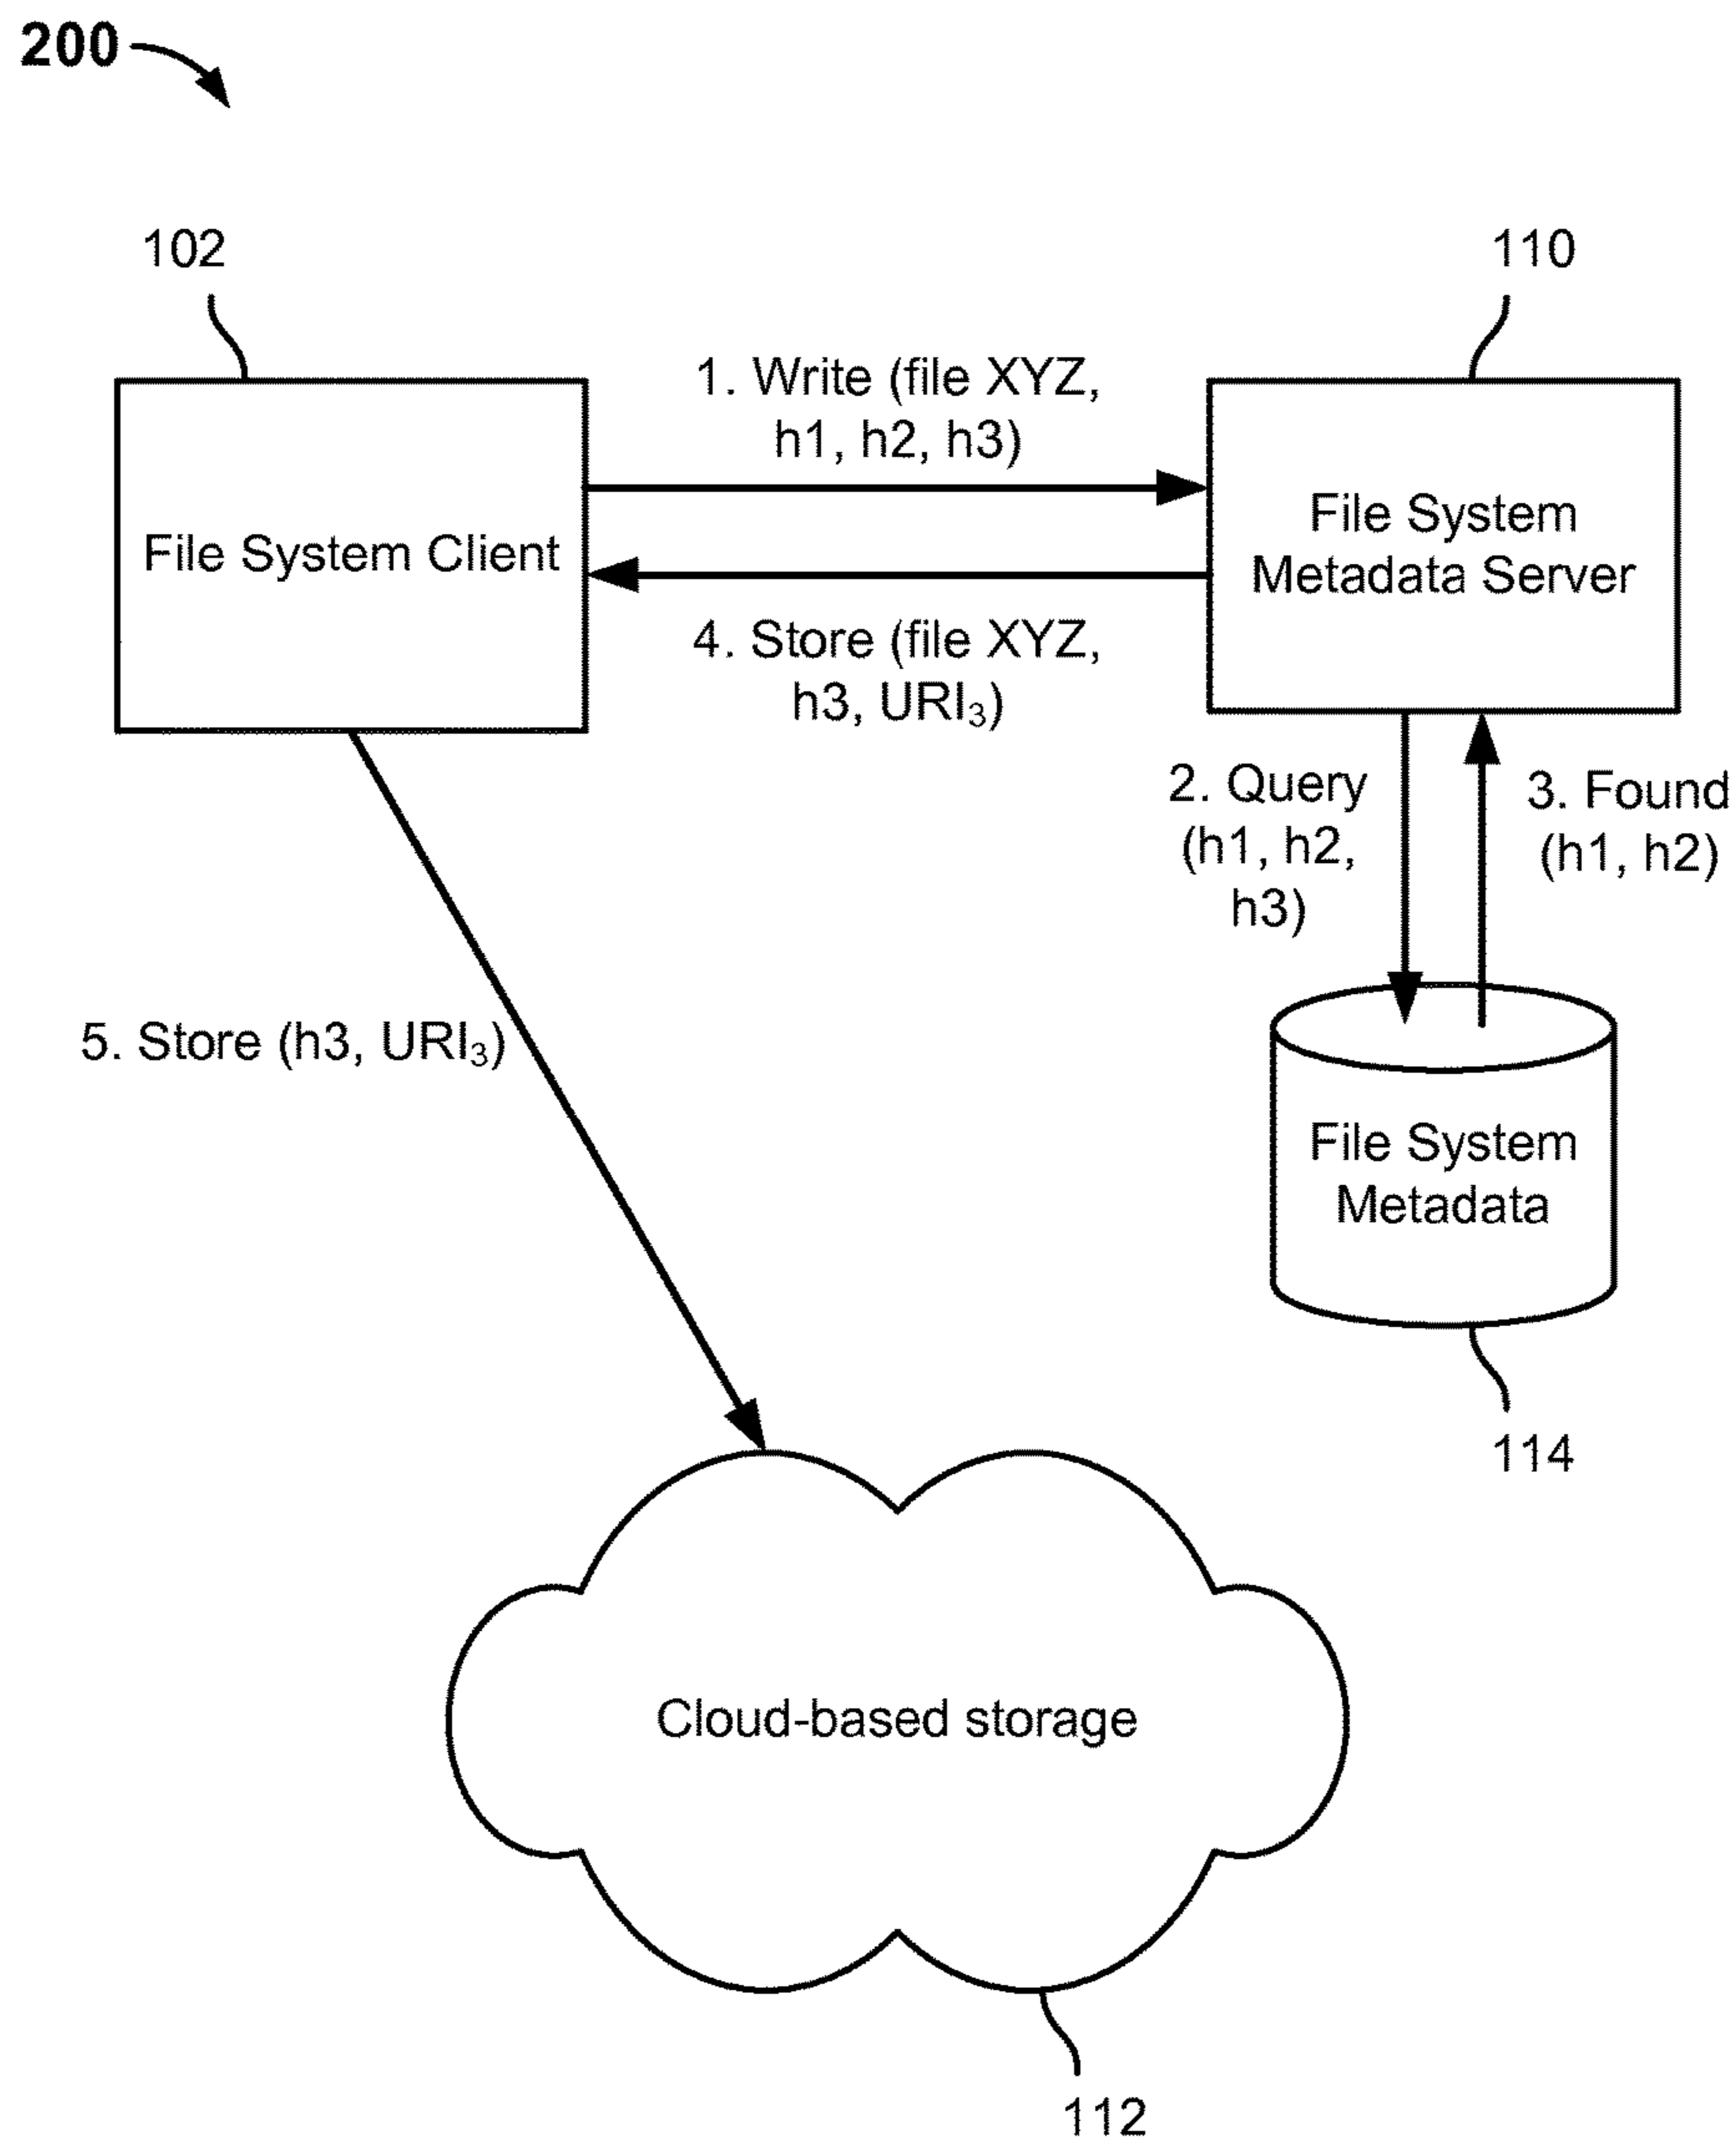 200
102
110
1. Write (file XYZ,
h1, h2, h3)
File System Client
File System
Metadata Server
4. Store (file XYZ,
h3, URI₃)
2. Query
(h1, h2,
h3)
3. Found
(h1, h2)
5. Store (h3, URI₃)
File System
Metadata
114
Cloud-based storage
112